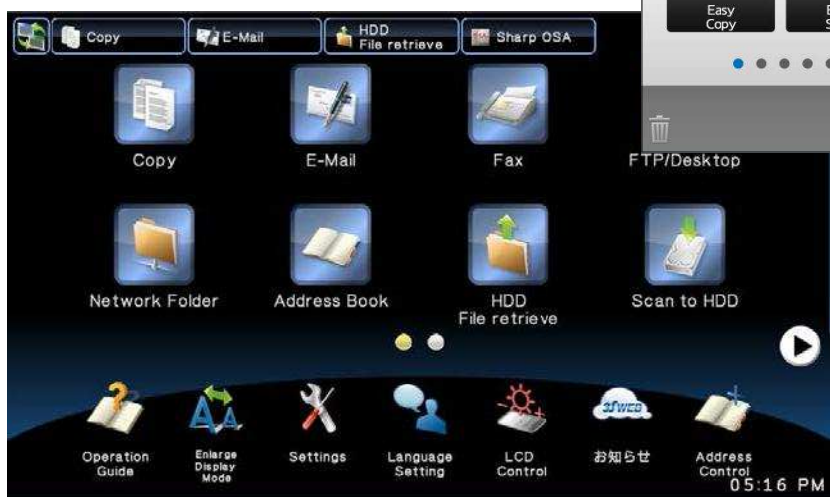 Easy
Copy
Copy
E-Mail
HDD
File retrieve
Sharp OSA
Copy
E-Mail
Fax
FTP/Desktop
Network Folder
Address Book
HDD
File retrieve
Scan to HDD
Operation
Guide
Enlarge
Display
Mode
Settings
Language
Setting
LCD
Control
お知らせ
Address
Control
05:16 PM